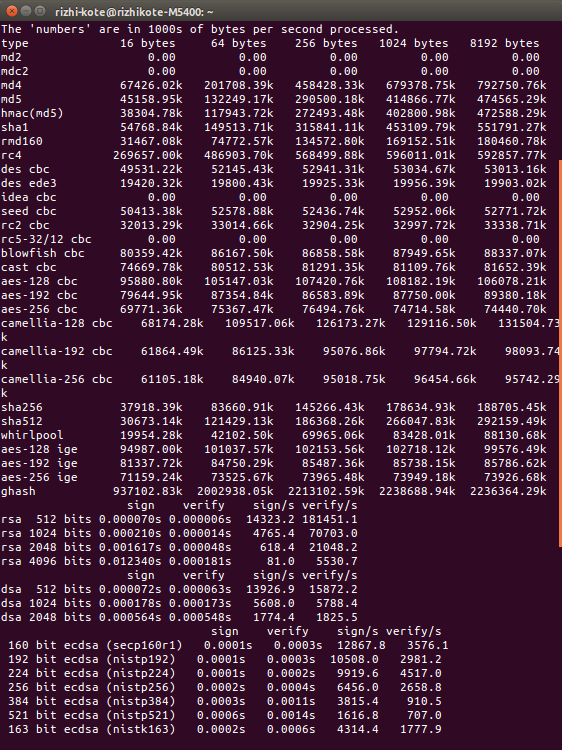 rizhi-kote@rizhikote-M5400: ~
The 'numbers' are in 1000s of bytes per second processed.
type 16 bytes 64 bytes 256 bytes 1024 bytes 8192 bytes
md2 0.00 0.00 0.00 0.00 0.00
mdc2 0.00 0.00 0.00 0.00 0.00
md4 67426.02k 201708.39k 458428.33k 679378.75k 792750.76k
md5 45158.95k 132249.17k 290500.18k 414866.77k 474565.29k
hmac(md5) 38304.78k 117943.72k 272493.48k 402800.98k 472588.29k
sha1 54768.84k 149513.71k 315841.11k 453109.79k 551791.27k
rmd160 31467.08k 74772.57k 134572.80k 169152.51k 180460.78k
rc4 269657.00k 486903.70k 568499.88k 596011.01k 592857.77k
des cbc 49531.22k 52145.43k 52941.31k 53034.67k 53013.16k
des ede3 19420.32k 19800.43k 19925.33k 19956.39k 19903.02k
idea cbc 0.00 0.00 0.00 0.00 0.00
seed cbc 50413.38k 52578.88k 52436.74k 52952.06k 52771.72k
rc2 cbc 32013.29k 33014.66k 32904.25k 32997.72k 33338.71k
rc5-32/12 cbc 0.00 0.00 0.00 0.00 0.00
blowfish cbc 80359.42k 86167.50k 86858.58k 87949.65k 88337.07k
cast cbc 74669.78k 80512.53k 81291.35k 81109.76k 81652.39k
aes-128 cbc 95880.80k 105147.03k 107420.76k 108182.19k 106078.21k
aes-192 cbc 79644.95k 87354.84k 86583.89k 87750.00k 89380.18k
aes-256 cbc 69771.36k 75367.47k 76494.76k 74714.58k 74440.70k
camellia-128 cbc 68174.28k 109517.06k 126173.27k 129116.50k 131504.73
k
camellia-192 cbc 61864.49k 86125.33k 95076.86k 97794.72k 98093.74
k
camellia-256 cbc 61105.18k 84940.07k 95018.75k 96454.66k 95742.29
k
sha256 37918.39k 83660.91k 145266.43k 178634.93k 188705.45k
sha512 30673.14k 121429.13k 186368.26k 266047.83k 292159.49k
whirlpool 19954.28k 42102.50k 69965.06k 83428.01k 88130.68k
aes-128 ige 94987.00k 101037.57k 102153.56k 102718.12k 99576.49k
aes-192 ige 81337.72k 84750.29k 85487.36k 85738.15k 85786.62k
aes-256 ige 71159.24k 73525.67k 73965.48k 73949.18k 73926.68k
ghash 937102.83k 2002938.05k 2213102.59k 2238688.94k 2236364.29k
sign verify sign/s verify/s
rsa 512 bits 0.000070s 0.000006s 14323.2 181451.1
rsa 1024 bits 0.000210s 0.000014s 4765.4 70703.0
rsa 2048 bits 0.001617s 0.000048s 618.4 21048.2
rsa 4096 bits 0.012340s 0.000181s 81.0 5530.7
sign verify sign/s verify/s
dsa 512 bits 0.000072s 0.000063s 13926.9 15872.2
dsa 1024 bits 0.000178s 0.000173s 5608.0 5788.4
dsa 2048 bits 0.000564s 0.000548s 1774.4 1825.5
sign verify sign/s verify/s
160 bit ecdsa (secp160r1) 0.0001s 0.0003s 12867.8 3576.1
192 bit ecdsa (nistp192) 0.0001s 0.0003s 10508.0 2981.2
224 bit ecdsa (nistp224) 0.0001s 0.0002s 9919.6 4517.0
256 bit ecdsa (nistp256) 0.0002s 0.0004s 6456.0 2658.8
384 bit ecdsa (nistp384) 0.0003s 0.0011s 3815.4 910.5
521 bit ecdsa (nistp521) 0.0006s 0.0014s 1616.8 707.0
163 bit ecdsa (nistk163) 0.0002s 0.0006s 4314.4 1777.9